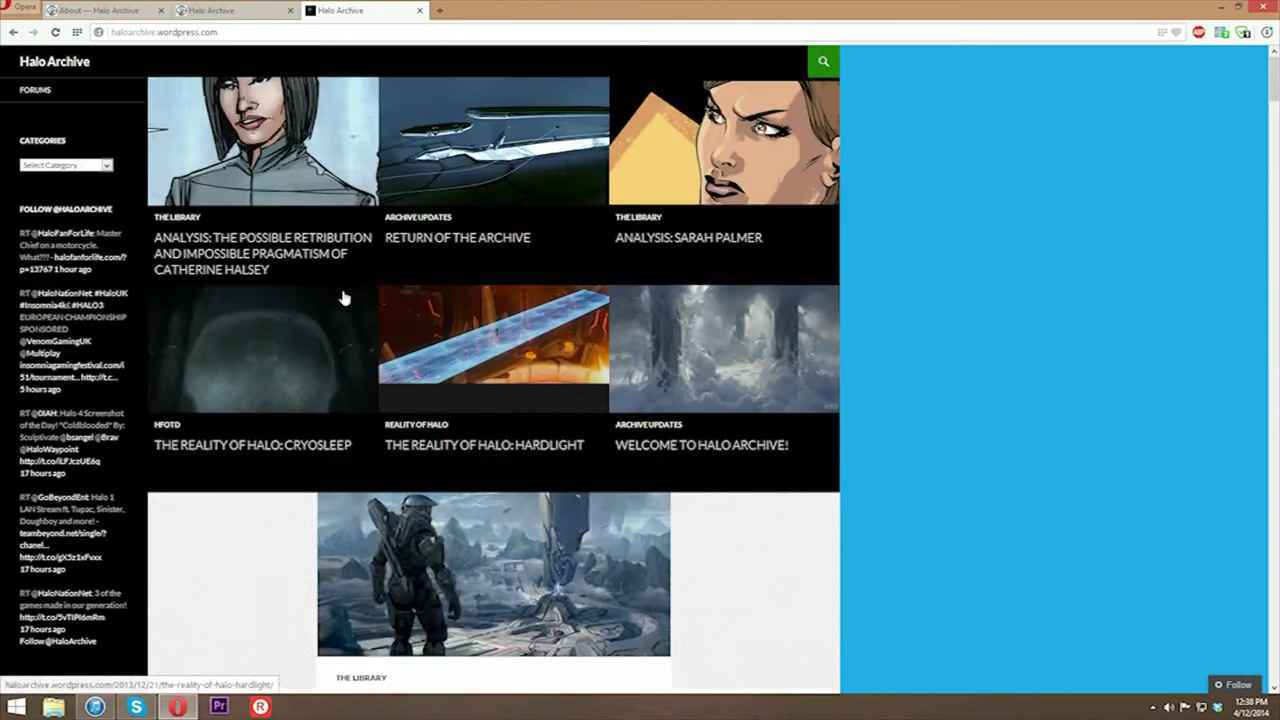 Opera
About — Halo Archive
Halo Archive
Halo Archive
haloarchive.wordpress.com
Halo Archive
FORUMS
CATEGORIES
Select Category
FOLLOW @HALOARCHIVE
RT @HaloFanForLife: Master
Chief on a motorcycle.
What??? - halofanforlife.com/?
p=13767 1 hour ago
RT @HaloNationNet: #HaloUK
#Insomnia4k! #HALO3
EUROPEAN CHAMPIONSHIP
SPONSORED
@VenomGamingUK
@Multiplay
insomniagamingfestival.com/i
51/tournament... http://t.c...
5 hours ago
RT @0IAH: Halo 4 Screenshot
of the Day! "Coldblooded" By:
Sculptivate @bsangel @Brav
@HaloWaypoint
17 hours ago
RT @GoBeyondEnt: Halo 1
LAN Stream ft. Tupac, Sinister,
Doughboy and more! -
teambeyond.net/single/?
chanel...
17 hours ago
RT @HaloNationNet: 3 of the
games made in our generation!
17 hours ago
Follow @HaloArchive
THE LIBRARY
ANALYSIS: THE POSSIBLE RETRIBUTION
AND IMPOSSIBLE PRAGMATISM OF
CATHERINE HALSEY
ARCHIVE UPDATES
RETURN OF THE ARCHIVE
THE LIBRARY
ANALYSIS: SARAH PALMER
HFOTD
THE REALITY OF HALO: CRYOSLEEP
REALITY OF HALO
THE REALITY OF HALO: HARDLIGHT
ARCHIVE UPDATES
WELCOME TO HALO ARCHIVE!
THE LIBRARY
haloarchive.wordpress.com/2013/12/21/the-reality-of-halo-hardlight/
Follow
12:38 PM
4/12/2014